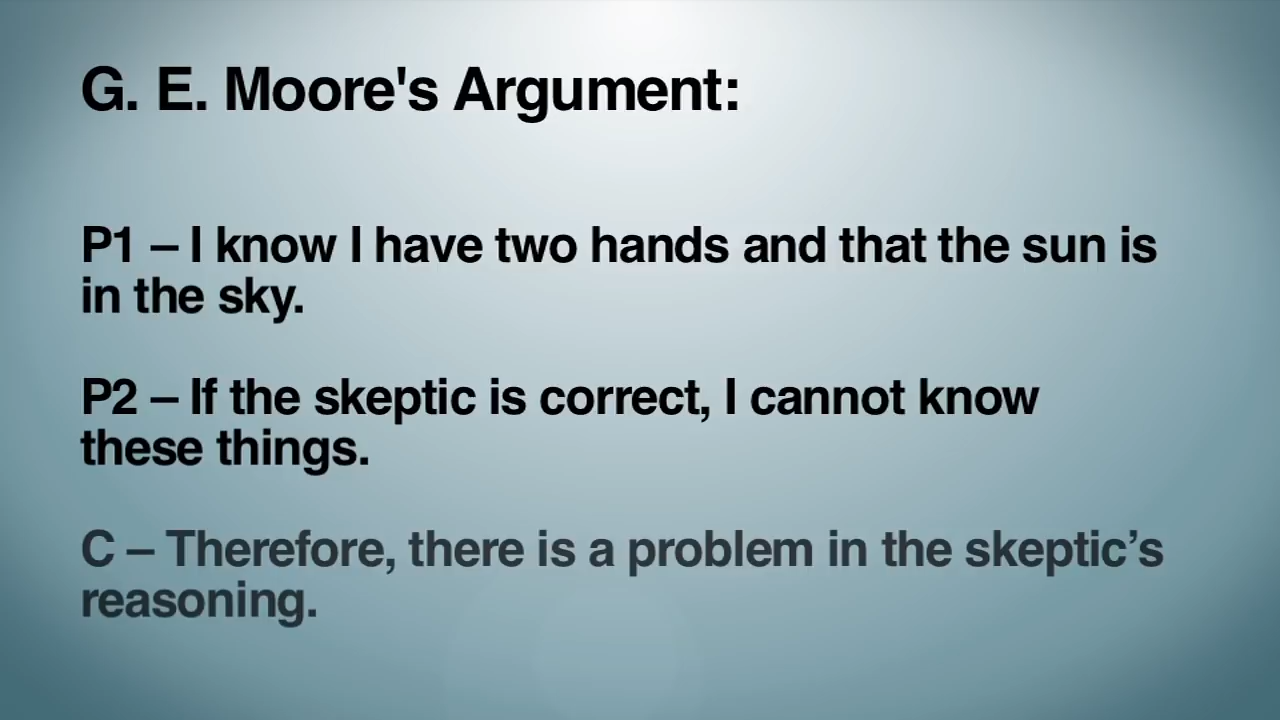 G. E. Moore's Argument:
P1 – I know I have two hands and that the sun is
in the sky.
P2 – If the skeptic is correct, I cannot know
these things.
C – Therefore, there is a problem in the skeptic’s
reasoning.